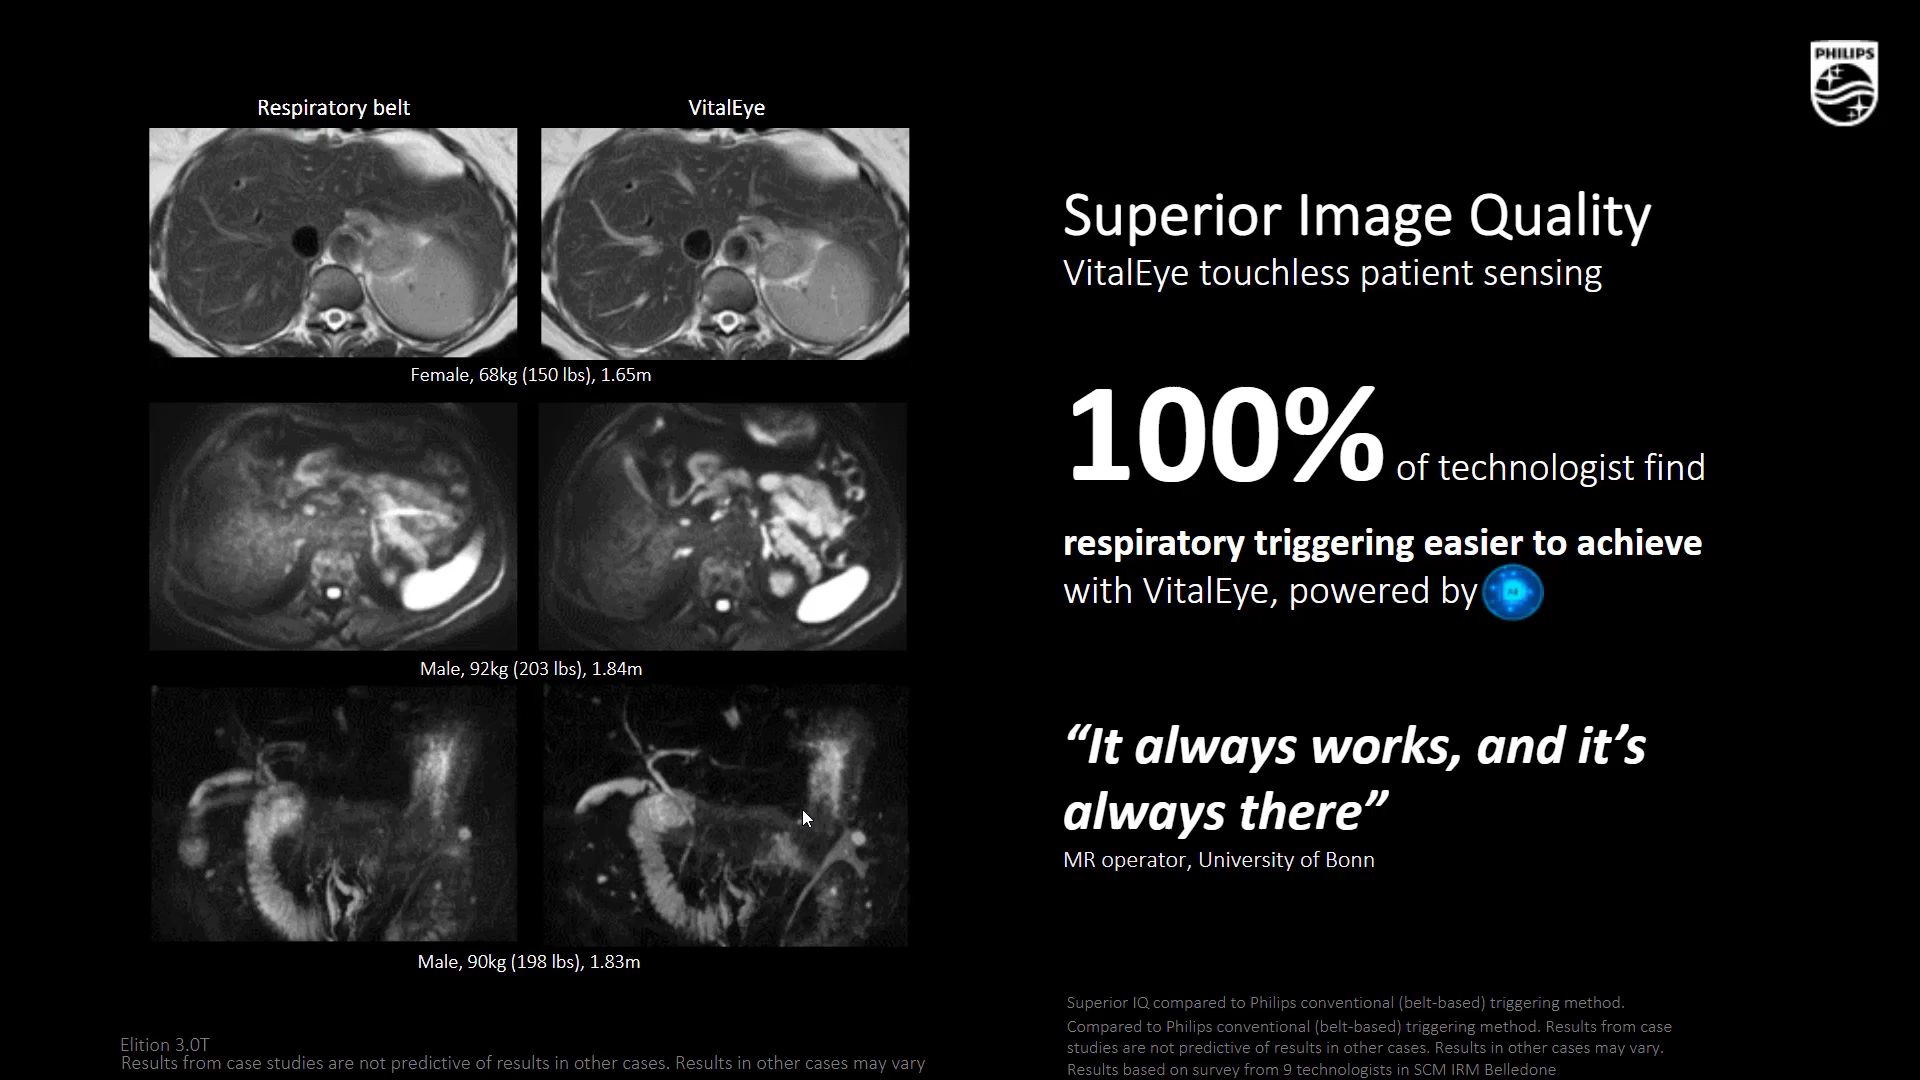 PHILIPS
Respiratory belt
VitalEye
Female, 68kg (150 lbs), 1.65m
Male, 92kg (203 lbs), 1.84m
Male, 90kg (198 lbs), 1.83m
Elition 3.0T
Results from case studies are not predictive of results in other cases. Results in other cases may vary
Superior Image Quality
VitalEye touchless patient sensing
100% of technologist find
respiratory triggering easier to achieve
with VitalEye, powered by
AI
“It always works, and it’s
always there”
MR operator, University of Bonn
Superior IQ compared to Philips conventional (belt-based) triggering method.
Compared to Philips conventional (belt-based) triggering method. Results from case
studies are not predictive of results in other cases. Results in other cases may vary.
Results based on survey from 9 technologists in SCM IRM Belledone